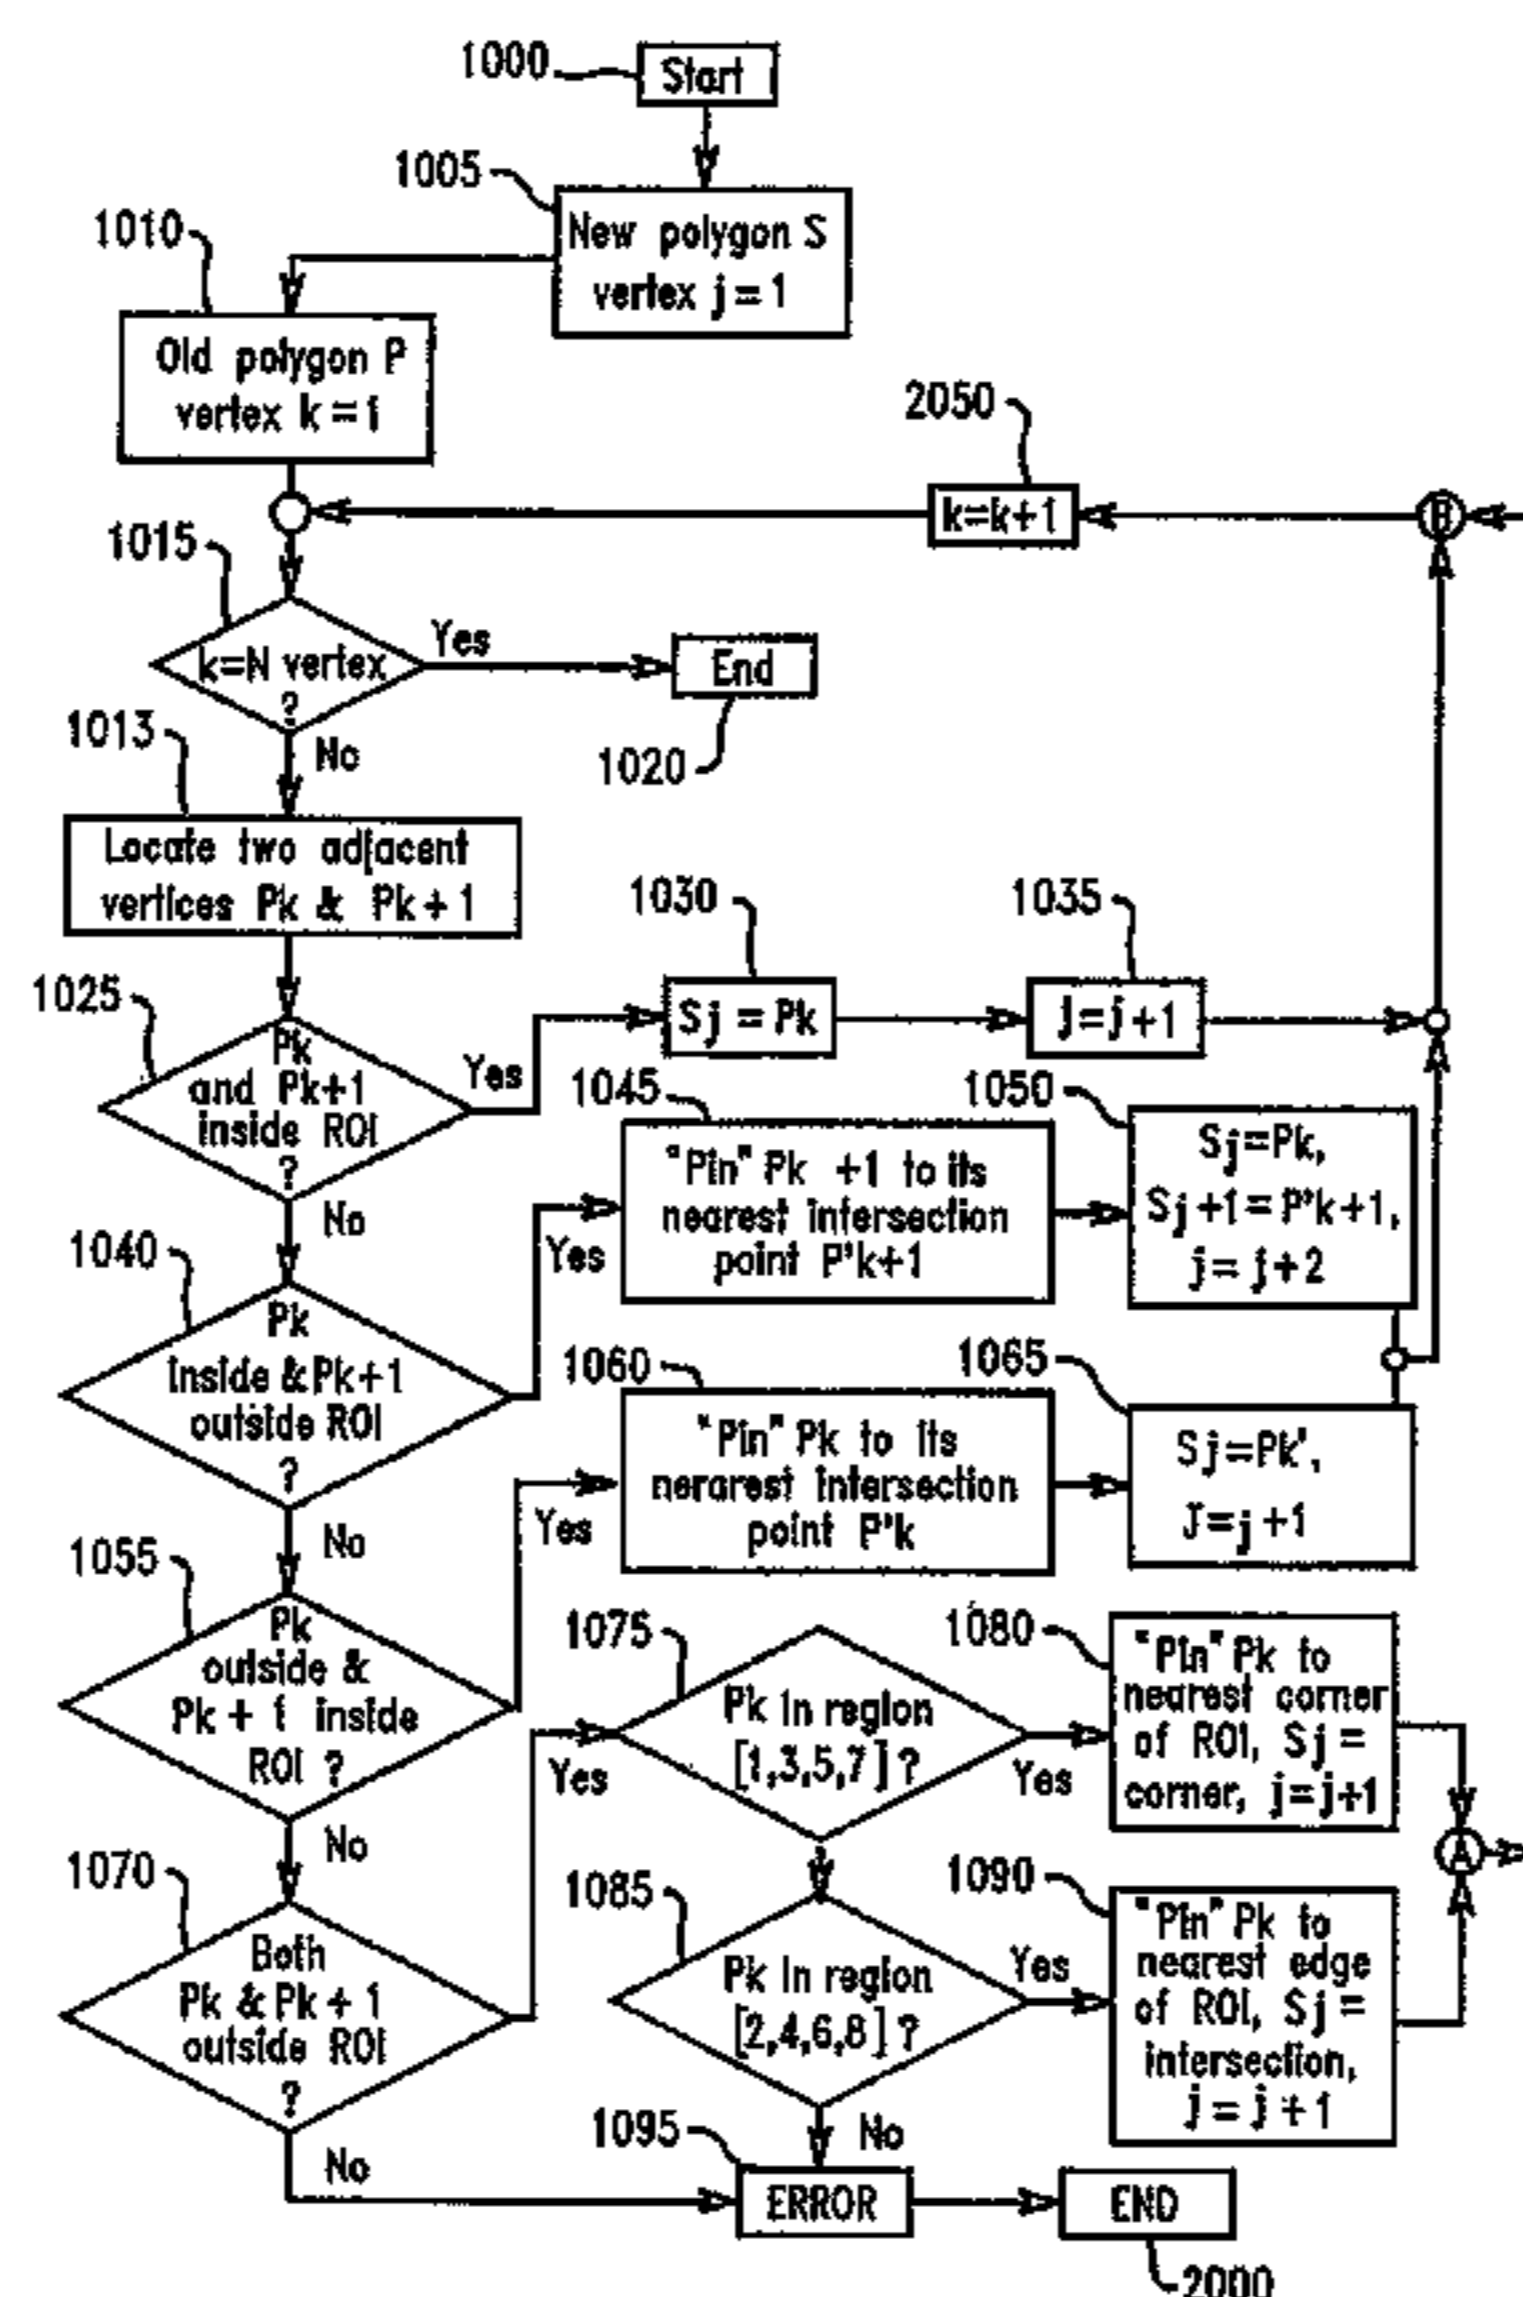 1000
Start
1005
New polygon S
vertex j = 1
1010
Old polygon P
vertex k = 1
2050
k=k+1
B
1015
k=N vertex
?
Yes
End
1020
No
1013
Locate two adjacent
vertices Pk & Pk + 1
1025
Pk
and Pk+1
inside ROI
?
Yes
No
1030
Sj = Pk
1035
j=j+1
1040
Pk
inside & Pk+1
outside ROI
?
Yes
No
1045
"Pin" Pk +1 to its
nearest intersection
point P'k+1
1050
Sj=Pk,
Sj+1=P'k+1,
j= j+2
1055
Pk
outside &
Pk + 1 inside
ROI ?
Yes
No
1060
"Pin" Pk to its
nerarest intersection
point P'k
1065
Sj=Pk',
J=j+1
1070
Both
Pk & Pk + 1
outside ROI
?
Yes
No
1075
Pk in region
[1,3,5,7]?
Yes
1080
"Pin" Pk to
nearest corner
of ROI, Sj =
corner, j=j+1
A
1085
Pk in region
[2,4,6,8]?
Yes
No
1090
"Pin" Pk to
nearest edge
of ROI, Sj =
intersection,
j = j + 1
1095
ERROR
END
2000